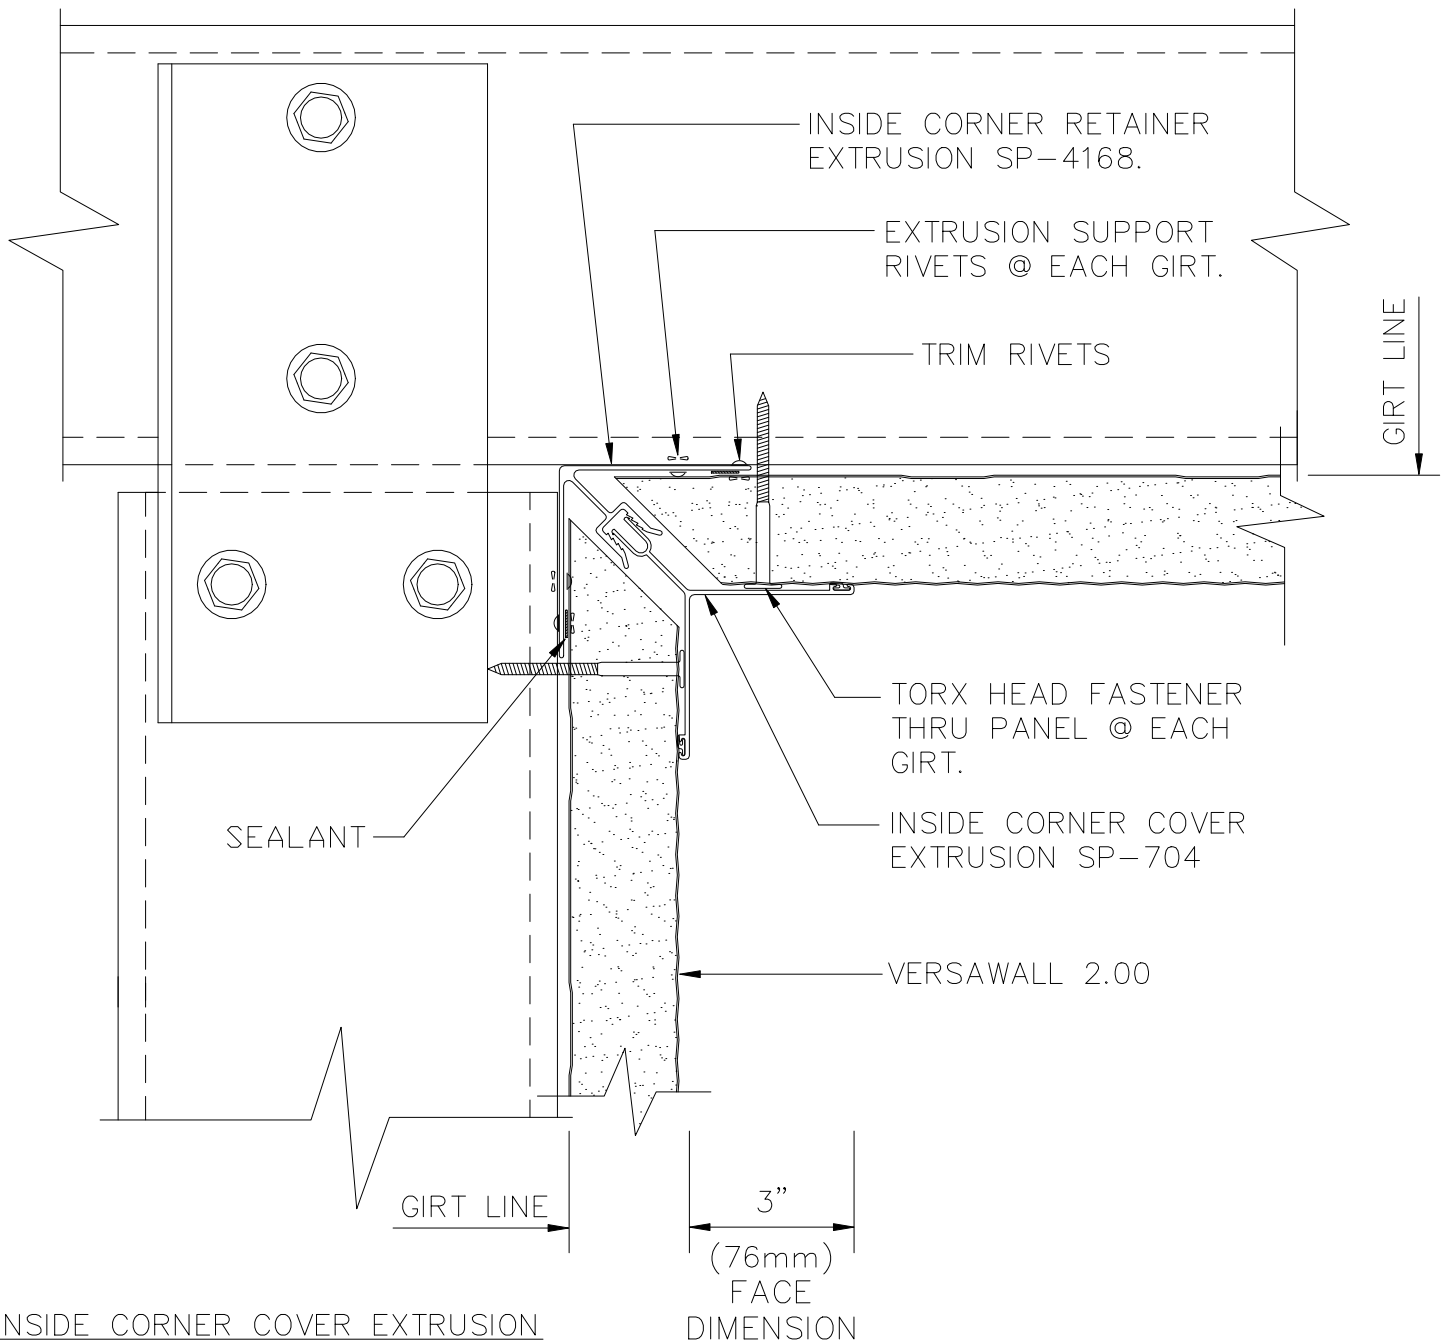 INSIDE CORNER RETAINER
EXTRUSION SP-4168.
EXTRUSION SUPPORT
RIVETS @ EACH GIRT.
TRIM RIVETS
GIRT LINE
TORX HEAD FASTENER
THRU PANEL @ EACH
GIRT.
INSIDE CORNER COVER
EXTRUSION SP-704
SEALANT
VERSAWALL 2.00
GIRT LINE
3"
(76mm)
FACE
DIMENSION
NSIDE CORNER COVER EXTRUSION